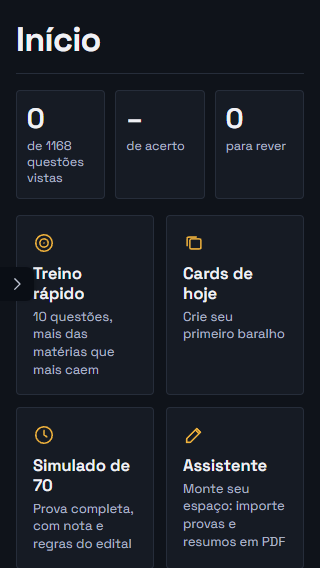 Início
0
de 1168
questões
vistas
–
de acerto
0
para rever
Treino
rápido
10 questões,
mais das
matérias que
mais caem
Cards de
hoje
Crie seu
primeiro baralho
Simulado de
70
Prova completa,
com nota e
regras do edital
Assistente
Monte seu
espaço: importe
provas e
resumos em PDF